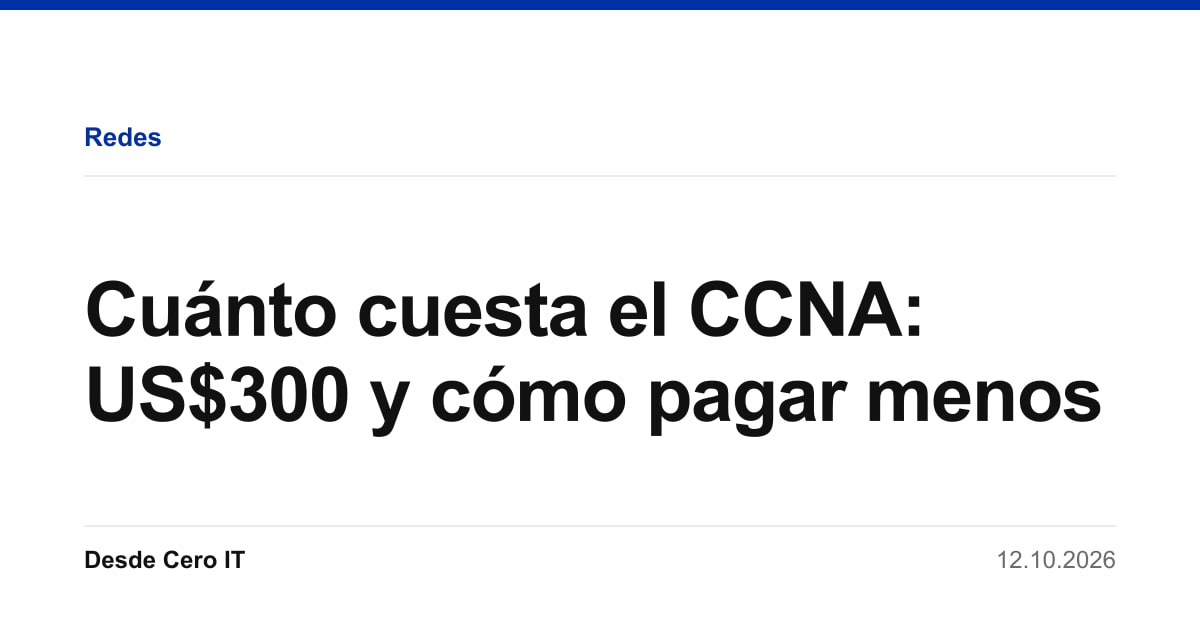 Redes
Cuánto cuesta el CCNA:
US$300 y cómo pagar menos
Desde Cero IT
12.10.2026